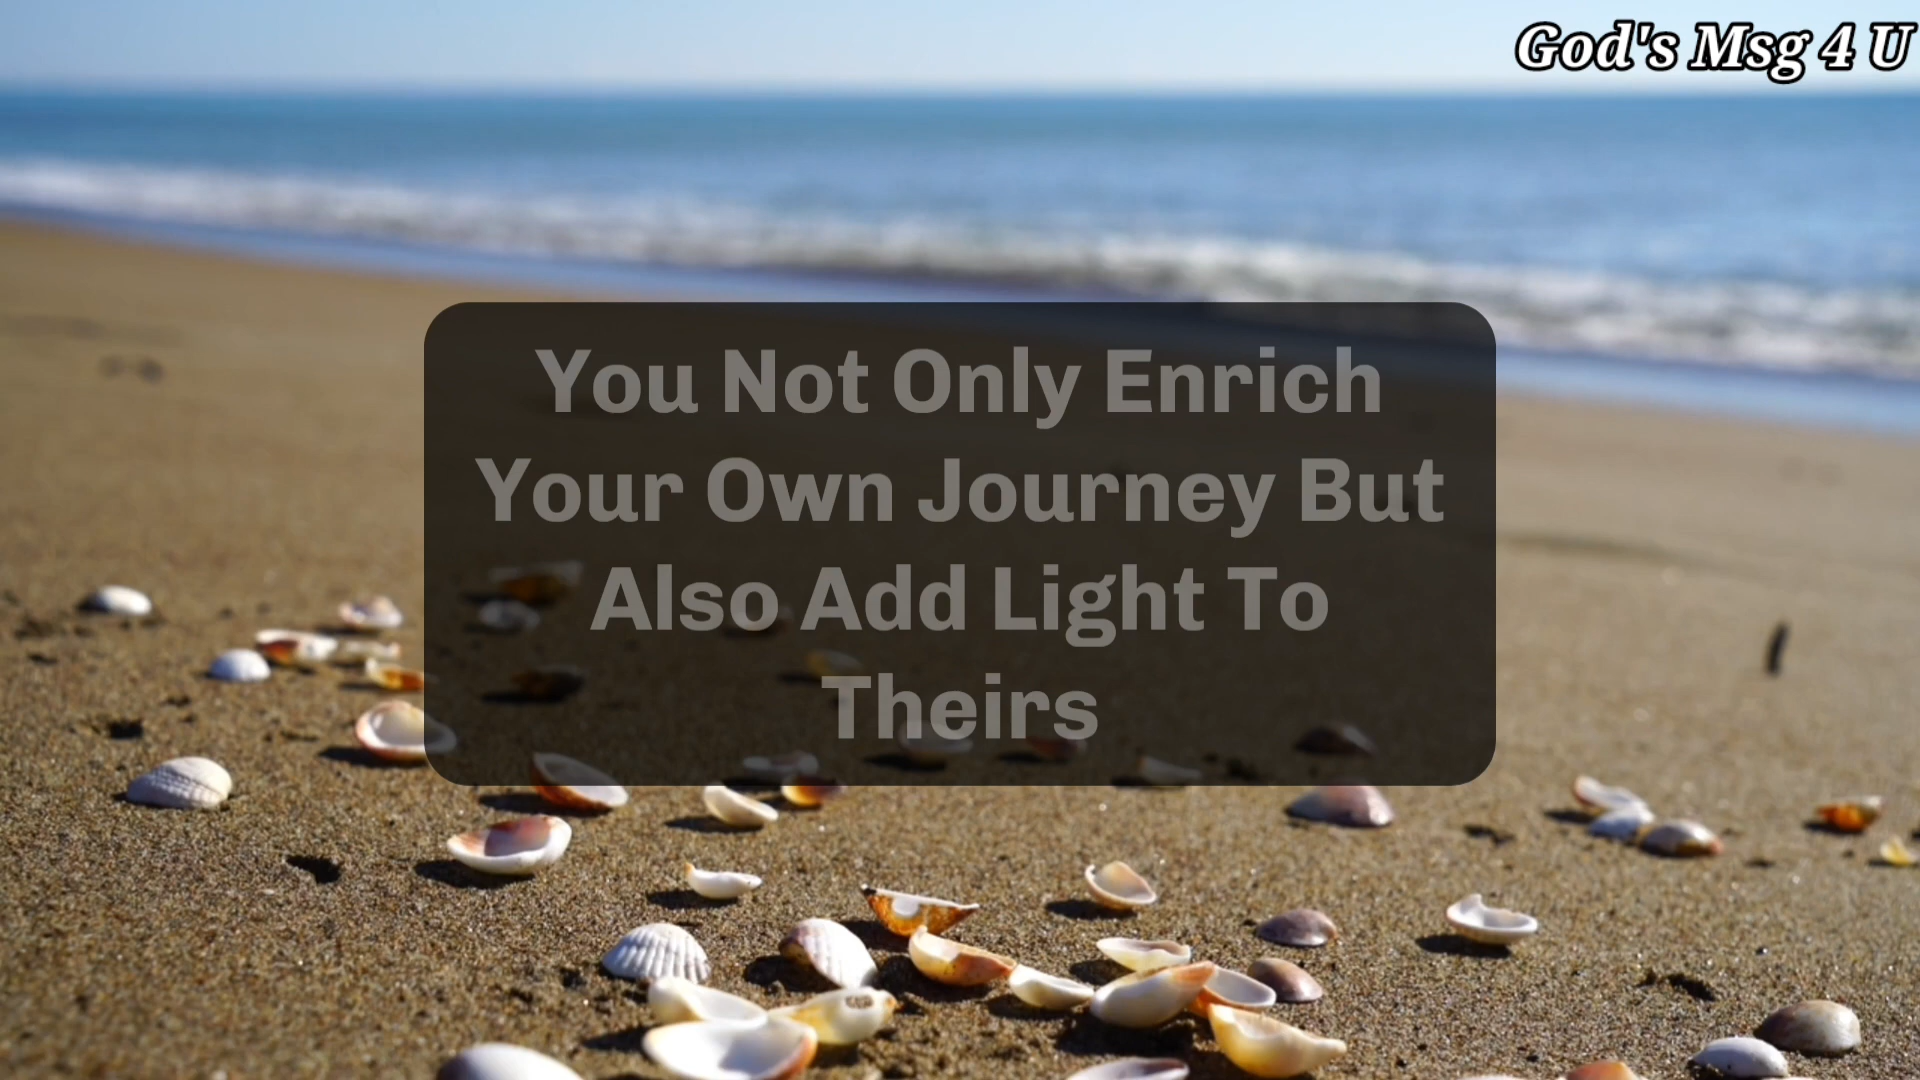 God's Msg 4 U
You Not Only Enrich
Your Own Journey But
Also Add Light To
Theirs